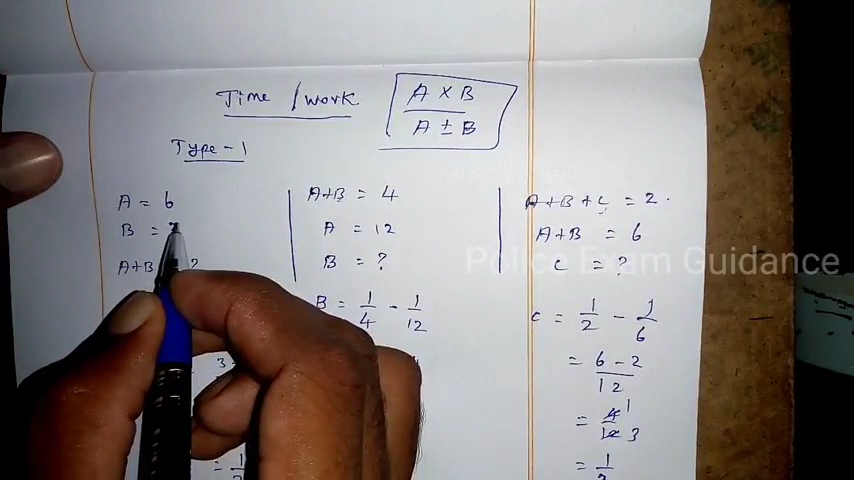 Time / work
A × B
A ± B
Type - 1
A = 6
B =
A+B ?
A+B = 4
A = 12
B = ?
B = 1/4 - 1/12
A+B+C = 2.
A+B = 6
C = ?
C = 1/2 - 1/6
= 6-2
12
= 4 1
12 3
= 1
Police Exam Guidance